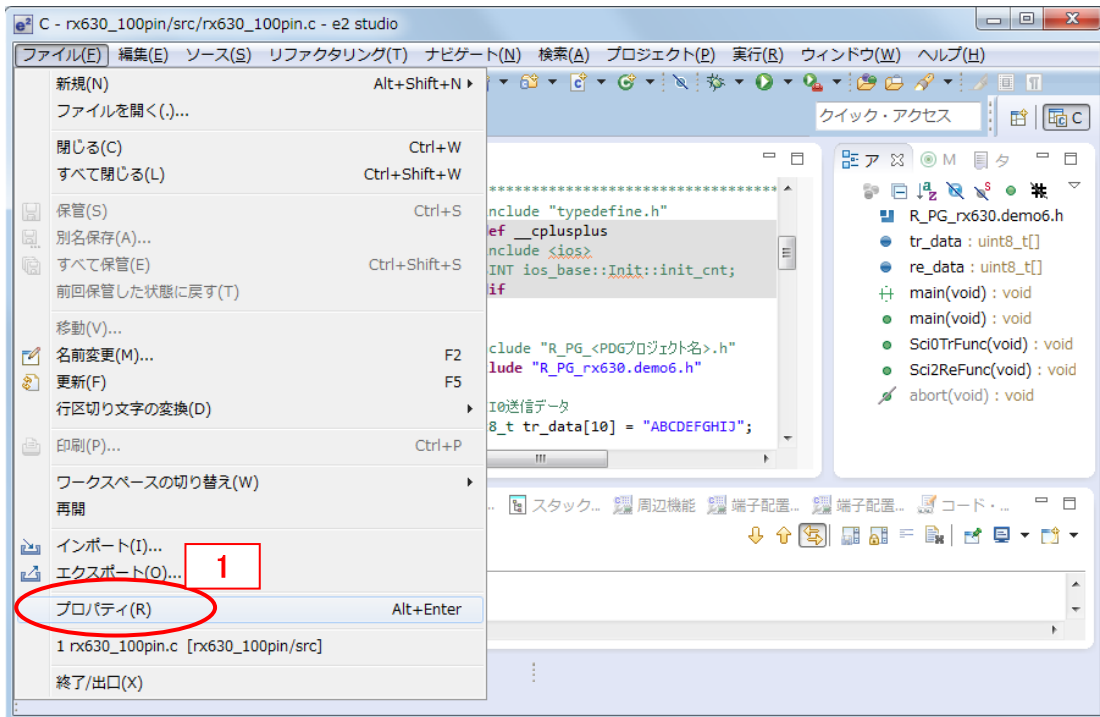 C - rx630_100pin/src/rx630_100pin.c - e2 studio
ファイル(F) 編集(E) ソース(S) リファクタリング(T) ナビゲート(N) 検索(A) プロジェクト(P) 実行(R) ウィンドウ(W) ヘルプ(H)
新規(N) Alt+Shift+N
ファイルを開く(.)...
閉じる(C) Ctrl+W
すべて閉じる(L) Ctrl+Shift+W
保管(S) Ctrl+S
別名保存(A)...
すべて保管(E) Ctrl+Shift+S
前回保管した状態に戻す(T)
移動(V)...
名前変更(M)... F2
更新(F) F5
行区切り文字の変換(D)
印刷(P)... Ctrl+P
ワークスペースの切り替え(W)
再開
インポート(I)...
エクスポート(O)...
1
プロパティ(R) Alt+Enter
1 rx630_100pin.c [rx630_100pin/src]
終了/出口(X)
クイック・アクセス
C
**********************************
nclude "typedefine.h"
ef __cplusplus
nclude <ios>
INT ios_base::Init::init_cnt;
if
clude "R_PG_<PDGプロジェクト名>.h"
lude "R_PG_rx630.demo6.h"
I0送信データ
8_t tr_data[10] = "ABCDEFGHIJ";
ア M タ
R_PG_rx630.demo6.h
tr_data : uint8_t[]
re_data : uint8_t[]
main(void) : void
main(void) : void
Sci0TrFunc(void) : void
Sci2ReFunc(void) : void
abort(void) : void
スタック... 周辺機能 端子配置... 端子配置... コード・...